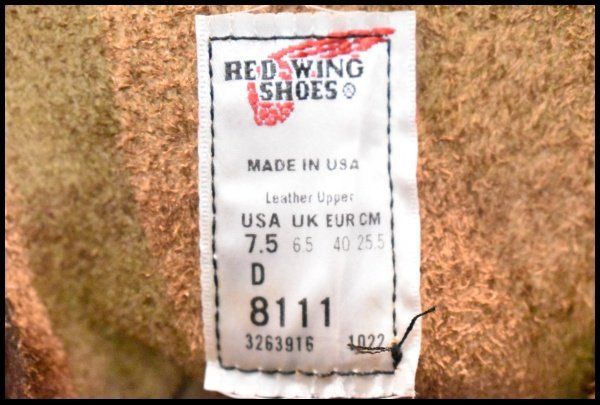 RED WING
SHOES®
MADE IN USA
Leather Upper
USA UK EUR CM
7.5 6.5 40 25.5
D
8111
3263916 1022